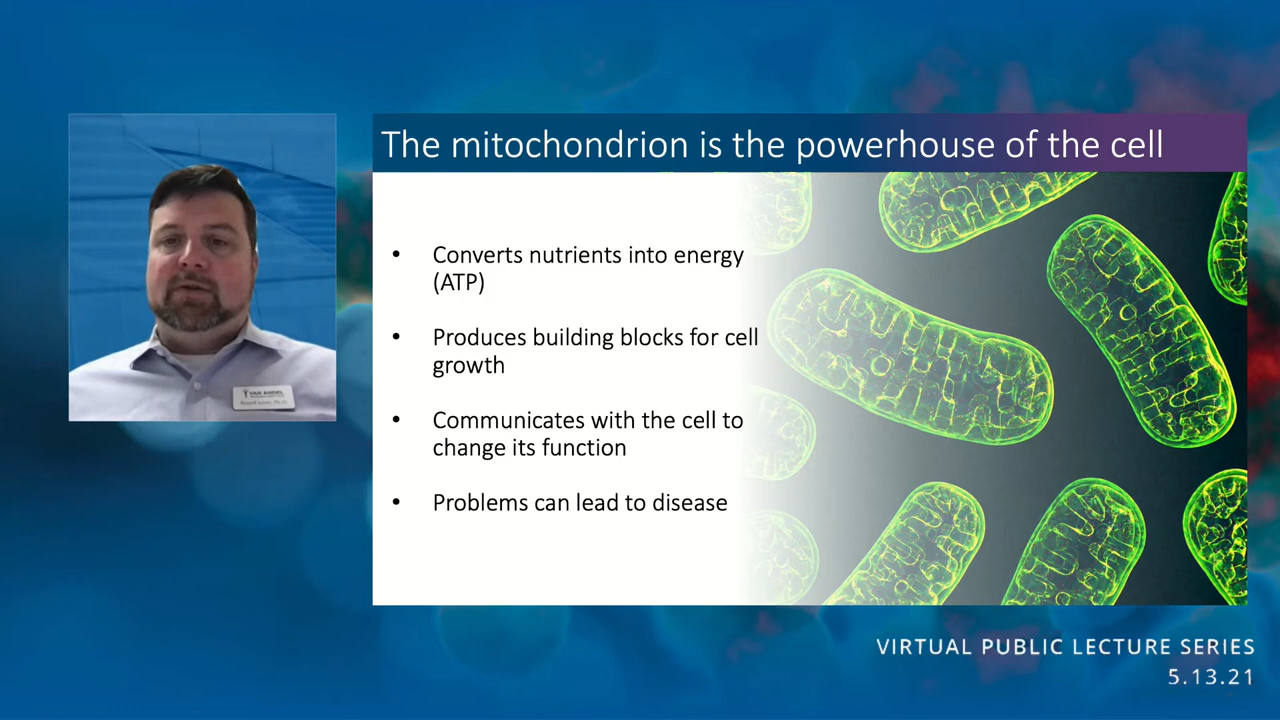 The mitochondrion is the powerhouse of the cell
• Converts nutrients into energy
(ATP)
• Produces building blocks for cell
growth
• Communicates with the cell to
change its function
• Problems can lead to disease
VAN ANDEL
Ph.D.
VIRTUAL PUBLIC LECTURE SERIES
5.13.21